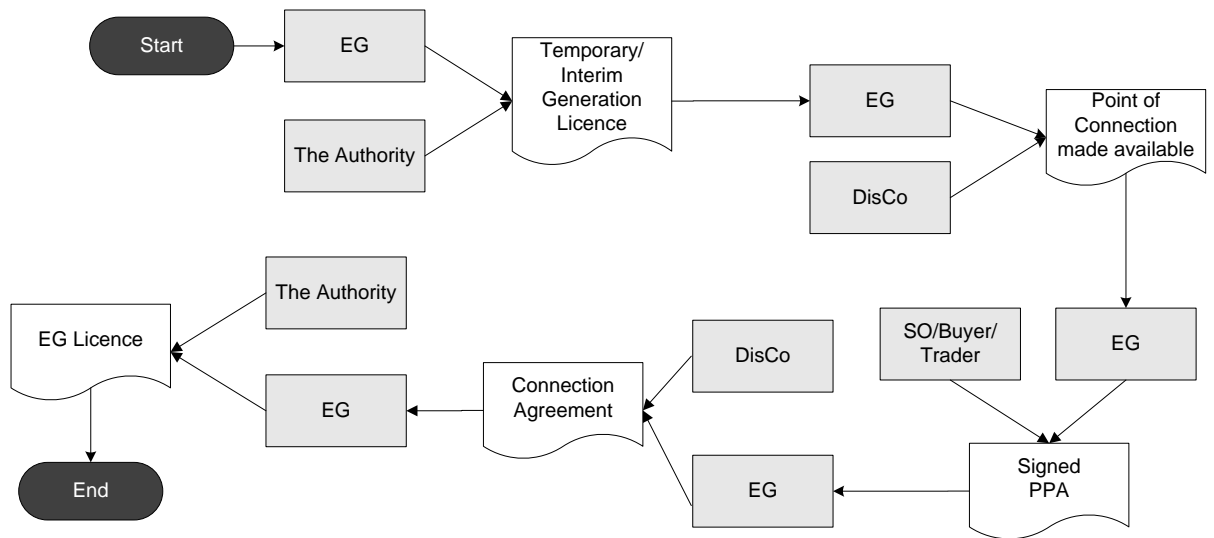 Start
EG
The Authority
Temporary/
Interim
Generation
Licence
EG
DisCo
Point of
Connection
made available
EG
SO/Buyer/
Trader
Signed
PPA
EG
DisCo
Connection
Agreement
EG
The Authority
EG Licence
End